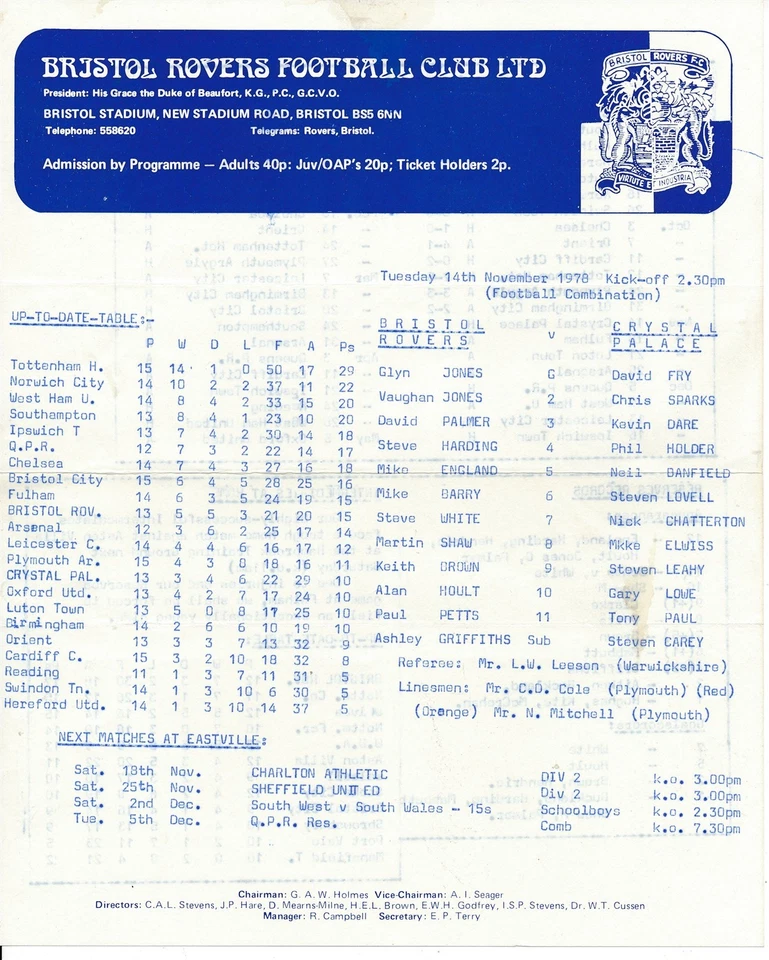 BRISTOL ROVERS FOOTBALL CLUB LTD
President: His Grace the Duke of Beaufort, K.G., P.C., G.C.V.O.
BRISTOL STADIUM, NEW STADIUM ROAD, BRISTOL BS5 6NN
Telephone: 558620 Telegrams: Rovers, Bristol.
Admission by Programme — Adults 40p: Juv/OAP's 20p; Ticket Holders 2p.
BRISTOL ROVERS F.C.
VIRTUTE E INDUSTRIA
Tuesday 14th November 1978 Kick-off 2.30pm
(Football Combination)
UP-TO-DATE-TABLE:-
P W D L F A Ps
Tottenham H. 15 14 1 0 50 17 29
Norwich City 14 10 2 2 37 11 22
West Ham U. 14 8 4 2 33 15 20
Southampton 13 8 4 1 23 10 20
Ipswich T 13 7 4 2 30 14 18
Q.P.R. 12 7 3 2 22 14 17
Chelsea 14 7 4 3 27 16 18
Bristol City 15 6 4 5 28 25 16
Fulham 14 6 3 5 24 19 15
BRISTOL ROV. 13 5 5 3 21 20 15
Arsenal 12 3 6 2 25 17 14
Leicester C. 14 4 4 6 16 17 12
Plymouth Ar. 15 4 3 0 18 16 11
CRYSTAL PAL. 13 3 4 6 22 29 10
Oxford Utd. 13 4 2 7 17 24 10
Luton Town 13 5 0 8 17 25 10
Birmingham 14 2 6 6 10 19 10
Orient 13 3 3 7 13 32 9
Cardiff C. 15 3 2 10 18 32 8
Reading 11 1 3 7 11 31 5
Swindon Tn. 14 1 3 10 6 30 5
Hereford Utd. 14 1 3 10 14 37 5
BRISTOL ROVERS v CRYSTAL PALACE
Glyn JONES G David FRY
Vaughan JONES 2 Chris SPARKS
David PALMER 3 Kevin DARE
Steve HARDING 4 Phil HOLDER
Mike ENGLAND 5 Neil BANFIELD
Mike BARRY 6 Steven LOVELL
Steve WHITE 7 Nick CHATTERTON
Martin SHAW 8 Mkke ELWISS
Keith BROWN 9 Steven LEAHY
Alan HOULT 10 Gary LOWE
Paul PETTS 11 Tony PAUL
Ashley GRIFFITHS Sub Steven CAREY
Referee: Mr. L.W. Leeson (Warwickshire)
Linesmen: Mr. C.D. Cole (Plymouth) (Red)
(Orange) Mr. N. Mitchell (Plymouth)
NEXT MATCHES AT EASTVILLE:
Sat. 18th Nov. CHARLTON ATHLETIC DIV 2 k.o. 3.00pm
Sat. 25th Nov. SHEFFIELD UNITED Div 2 k.o. 3.00pm
Sat. 2nd Dec. South West v South Wales - 15s Schoolboys k.o. 2.30pm
Tue. 5th Dec. Q.P.R. Res. Comb k.o. 7.30pm
Chairman: G. A. W. Holmes Vice-Chairman: A. I. Seager
Directors: C.A.L. Stevens, J.P. Hare, D. Mearns-Milne, H.E.L. Brown, E.W.H. Godfrey, I.S.P. Stevens, Dr. W.T. Cussen
Manager: R. Campbell Secretary: E. P. Terry